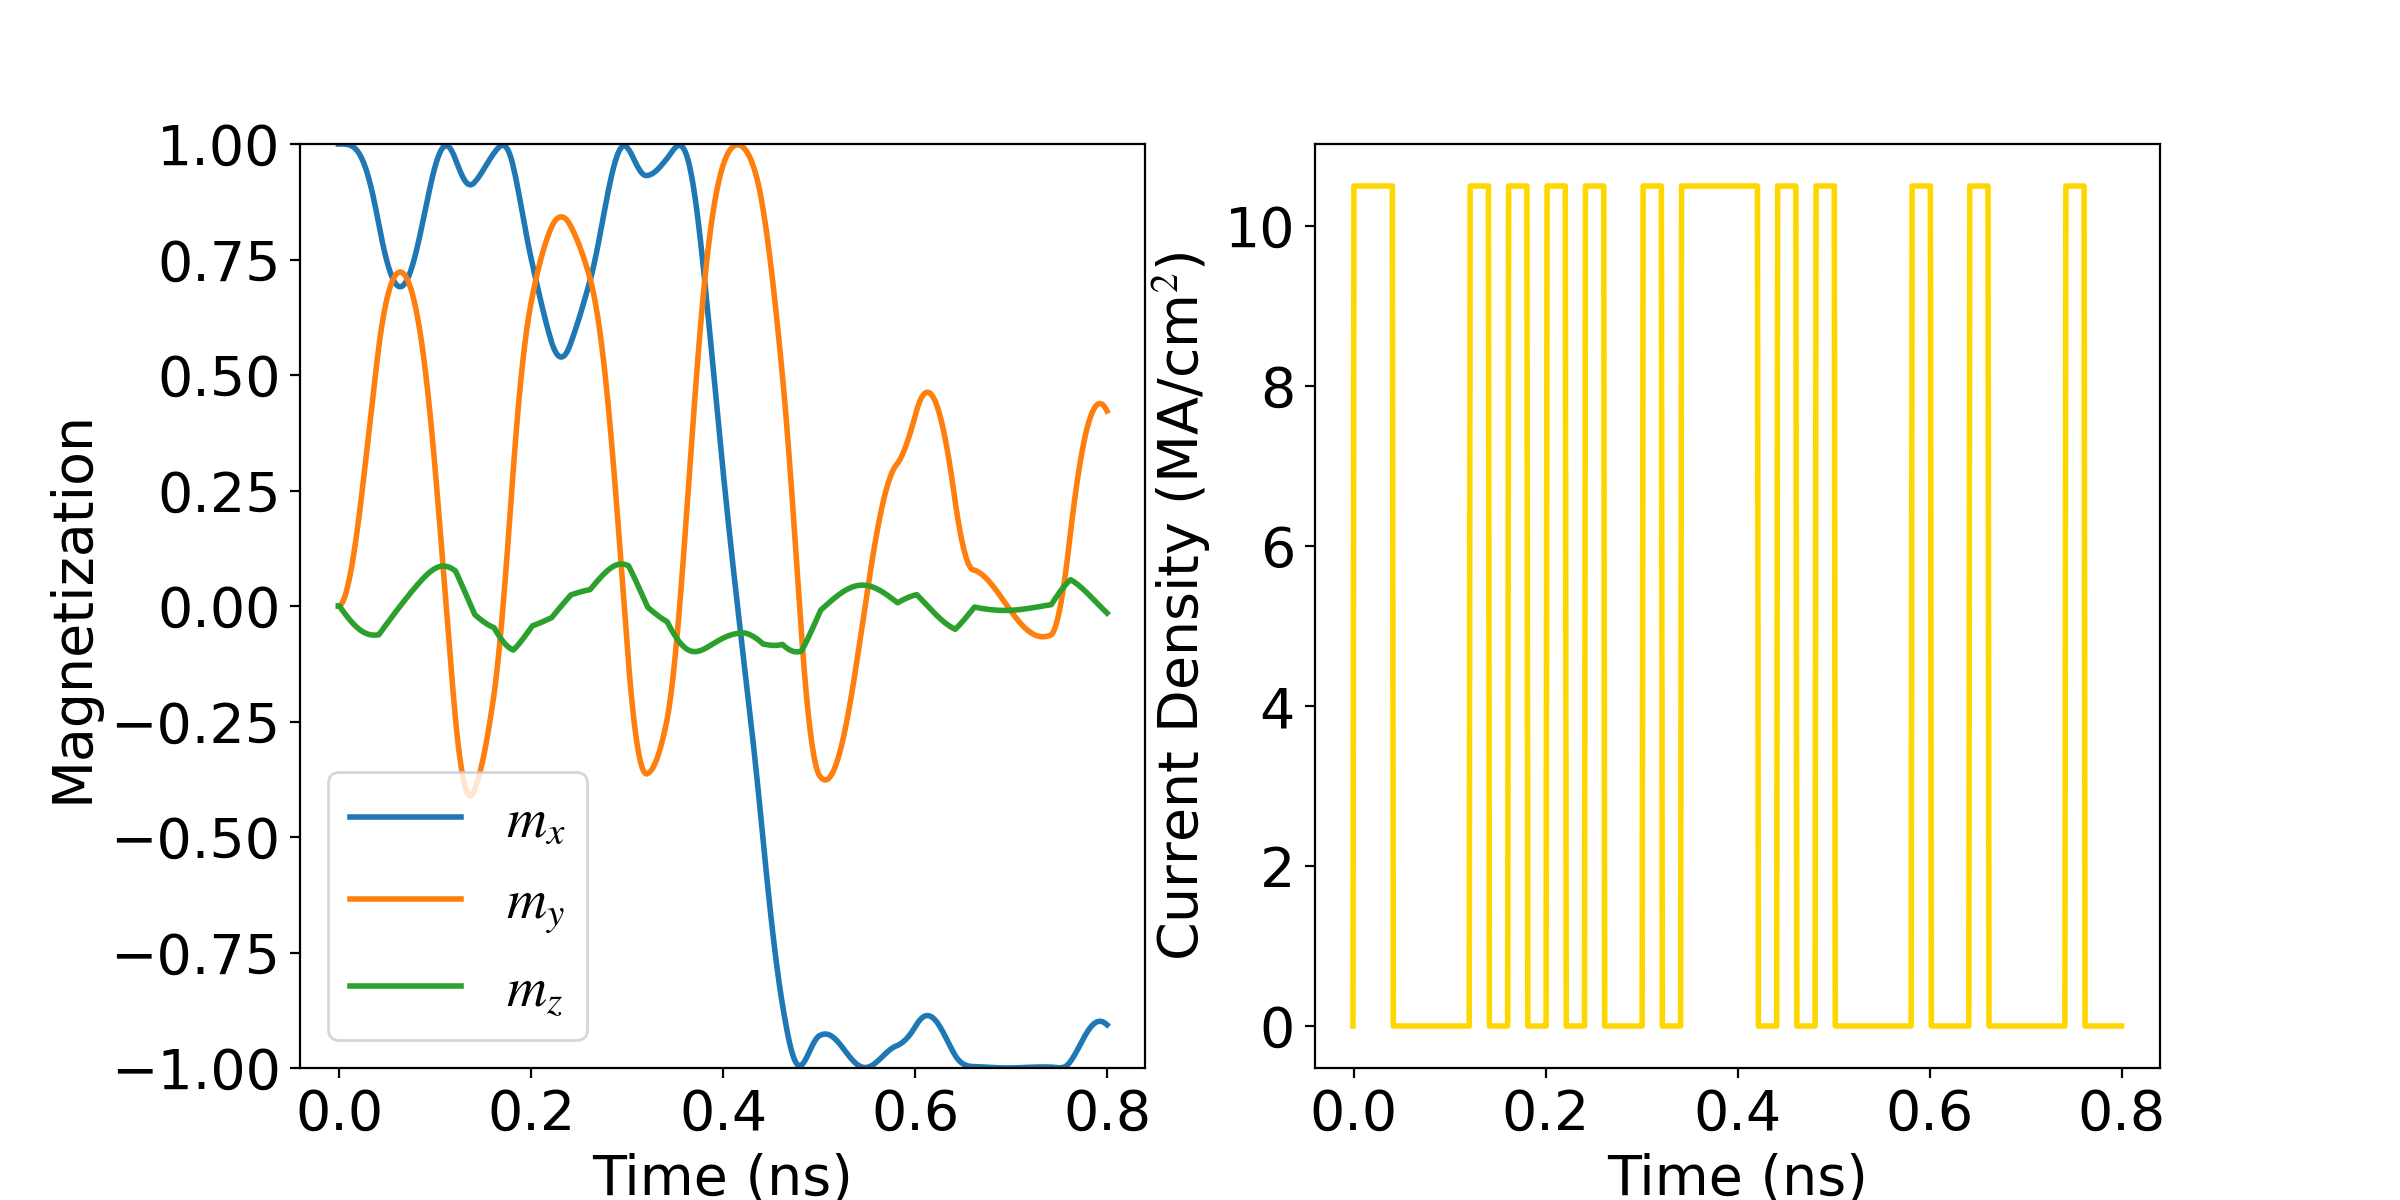 Magnetization
1.00
0.75
0.50
0.25
0.00
−0.25
−0.50
−0.75
−1.00
m_x
m_y
m_z
0.0 0.2 0.4 0.6 0.8
Time (ns)
Current Density (MA/cm²)
10
8
6
4
2
0
0.0 0.2 0.4 0.6 0.8
Time (ns)